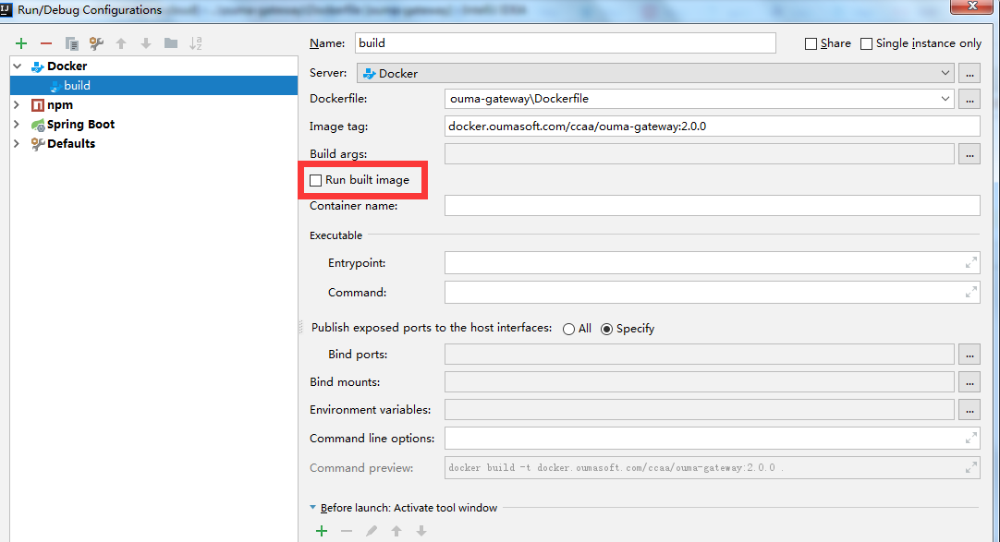 Run/Debug Configurations
Name: build Share Single instance only
Docker
build
npm
Spring Boot
Defaults
Server: Docker ...
Dockerfile: ouma-gateway\Dockerfile ...
Image tag: docker.oumasoft.com/ccaa/ouma-gateway:2.0.0
Build args: ...
Run built image
Container name:
Executable
Entrypoint:
Command:
Publish exposed ports to the host interfaces: All Specify
Bind ports: ...
Bind mounts: ...
Environment variables: ...
Command line options:
Command preview: docker build -t docker.oumasoft.com/ccaa/ouma-gateway:2.0.0 .
Before launch: Activate tool window